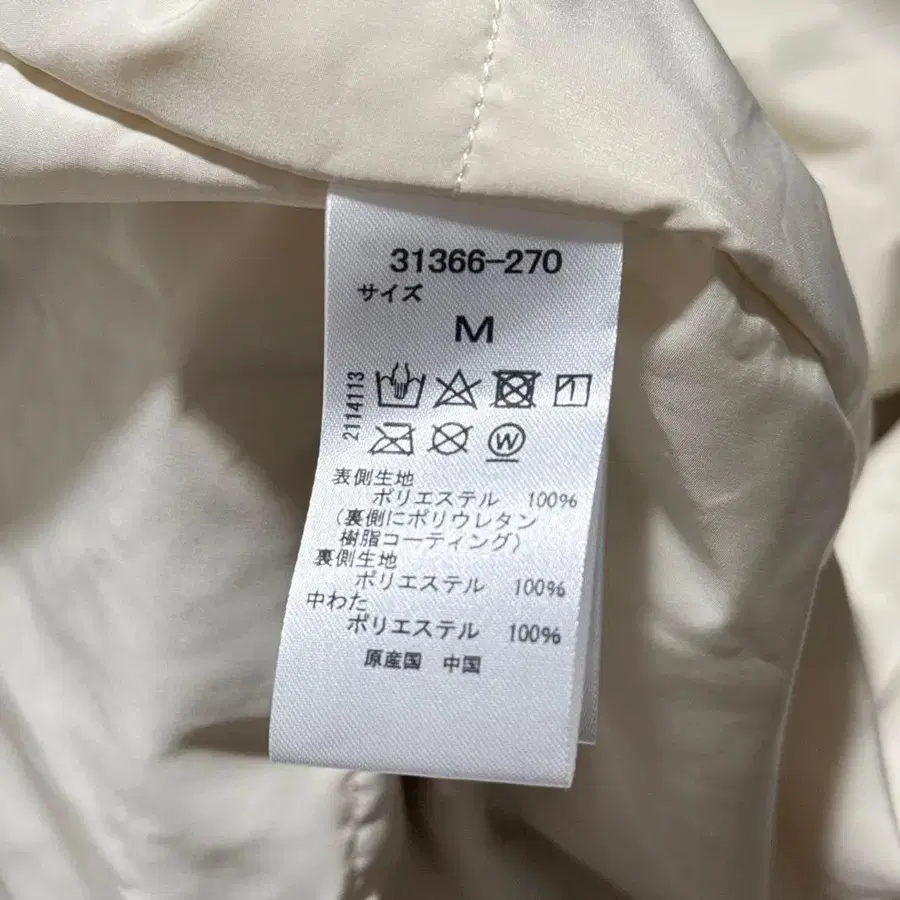 31366-270
サイズ
M
2114113
W
表側生地
ポリエステル 100%
(裏側にポリウレタン
樹脂コーティング)
裏側生地
ポリエステル 100%
中わた
ポリエステル 100%
原産国 中国